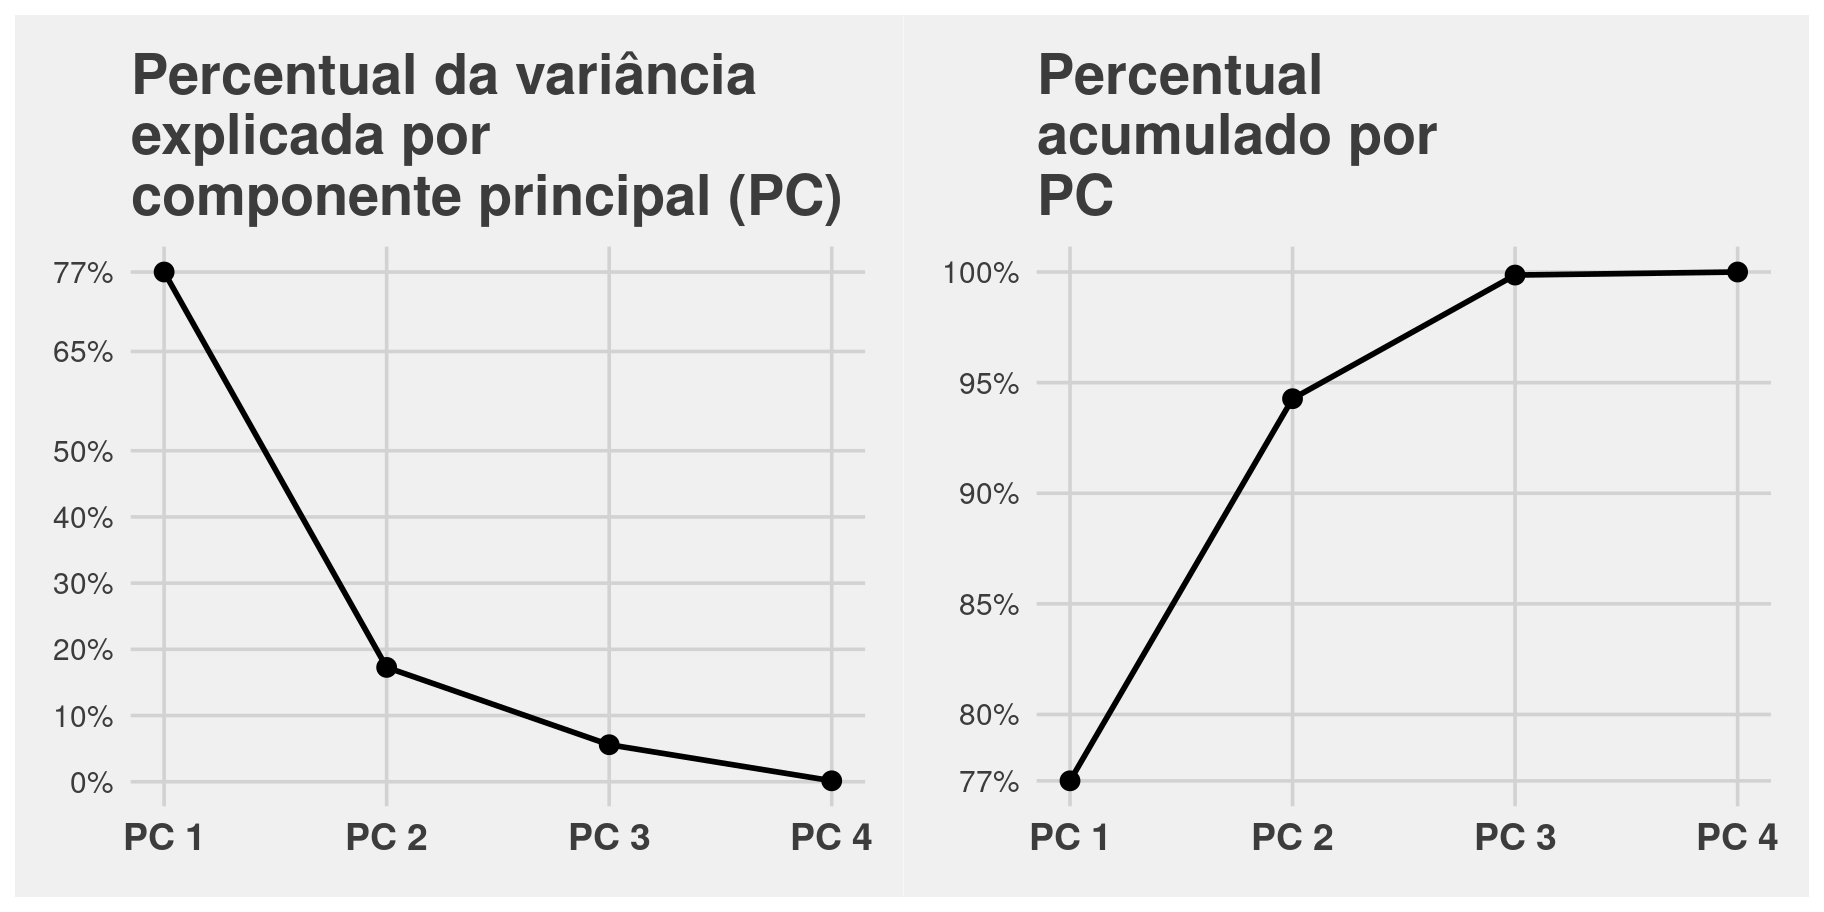 Percentual da variância
explicada por
componente principal (PC)
77%
65%
50%
40%
30%
20%
10%
0%
PC 1 PC 2 PC 3 PC 4
Percentual
acumulado por
PC
100%
95%
90%
85%
80%
77%
PC 1 PC 2 PC 3 PC 4